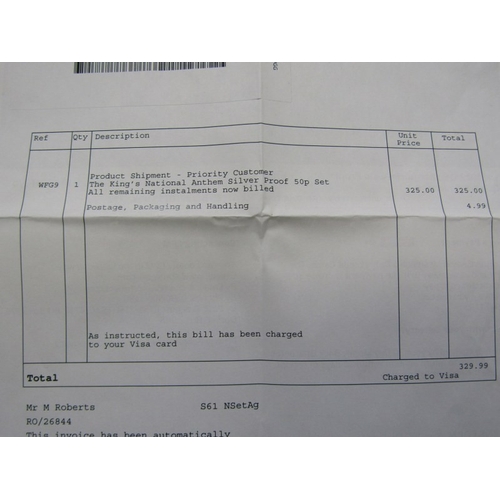 Ref Qty Description Unit Price Total
Product Shipment - Priority Customer
WFG9 1 The King's National Anthem Silver Proof 50p Set
All remaining instalments now billed 325.00 325.00
Postage, Packaging and Handling 4.99
As instructed, this bill has been charged
to your Visa card
329.99
Total Charged to Visa
Mr M Roberts S61 NSetAg
RO/26844
This invoice has been automatically